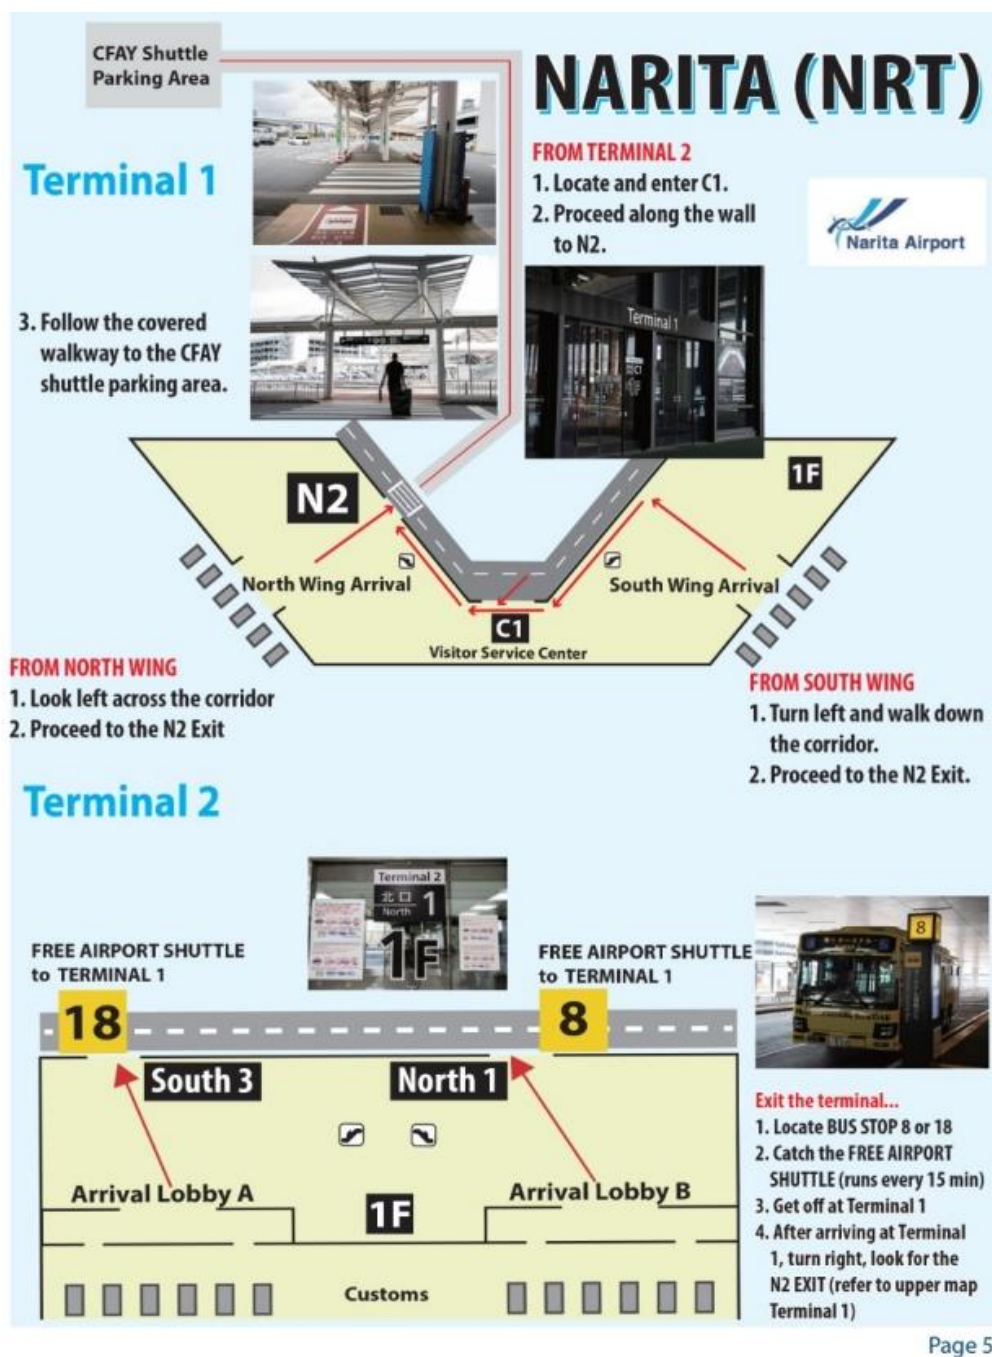 CFAY Shuttle
Parking Area
NARITA (NRT)
Terminal 1
FROM TERMINAL 2
1. Locate and enter C1.
2. Proceed along the wall
to N2.
Narita Airport
Terminal 1
3. Follow the covered
walkway to the CFAY
shuttle parking area.
N2
1F
North Wing Arrival
South Wing Arrival
C1
Visitor Service Center
FROM NORTH WING
1. Look left across the corridor
2. Proceed to the N2 Exit
FROM SOUTH WING
1. Turn left and walk down
the corridor.
2. Proceed to the N2 Exit.
Terminal 2
Terminal 2
北口
North 1
1F
FREE AIRPORT SHUTTLE
to TERMINAL 1
FREE AIRPORT SHUTTLE
to TERMINAL 1
8
18
8
South 3
North 1
Arrival Lobby A
Arrival Lobby B
1F
Customs
Exit the terminal...
1. Locate BUS STOP 8 or 18
2. Catch the FREE AIRPORT
SHUTTLE (runs every 15 min)
3. Get off at Terminal 1
4. After arriving at Terminal
1, turn right, look for the
N2 EXIT (refer to upper map
Terminal 1)
Page 5